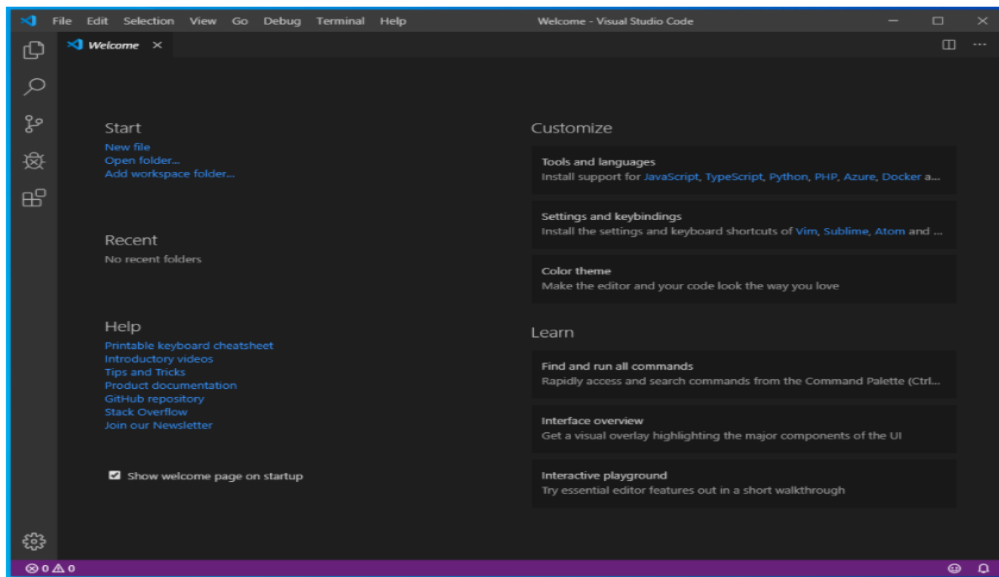 File Edit Selection View Go Debug Terminal Help
Welcome - Visual Studio Code
Welcome
Start
New file
Open folder...
Add workspace folder...
Recent
No recent folders
Help
Printable keyboard cheatsheet
Introductory videos
Tips and Tricks
Product documentation
GitHub repository
Stack Overflow
Join our Newsletter
Show welcome page on startup
Customize
Tools and languages
Install support for JavaScript, TypeScript, Python, PHP, Azure, Docker a...
Settings and keybindings
Install the settings and keyboard shortcuts of Vim, Sublime, Atom and ...
Color theme
Make the editor and your code look the way you love
Learn
Find and run all commands
Rapidly access and search commands from the Command Palette (Ctrl...
Interface overview
Get a visual overlay highlighting the major components of the UI
Interactive playground
Try essential editor features out in a short walkthrough
0 0